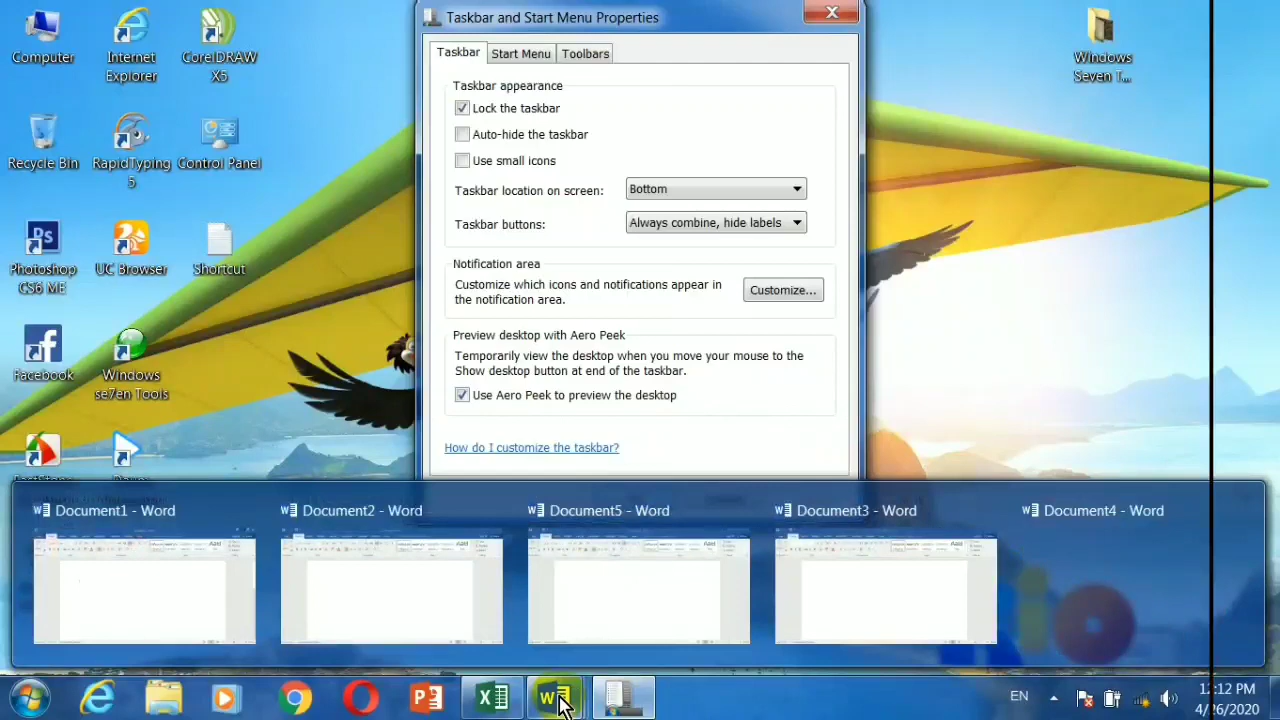 Taskbar and Start Menu Properties
Computer
Internet
Explorer
CorelDRAW
X5
Windows
Seven T...
Taskbar
Start Menu
Toolbars
Taskbar appearance
Lock the taskbar
Auto-hide the taskbar
Use small icons
Taskbar location on screen:
Bottom
Taskbar buttons:
Always combine, hide labels
Recycle Bin
RapidTyping
5
Control Panel
Ps
Photoshop
CS6 ME
UC Browser
Shortcut
Notification area
Customize which icons and notifications appear in
the notification area.
Customize...
Preview desktop with Aero Peek
Temporarily view the desktop when you move your mouse to the
Show desktop button at end of the taskbar.
Use Aero Peek to preview the desktop
Facebook
Windows
se7en Tools
How do I customize the taskbar?
Document1 - Word
Document2 - Word
Document5 - Word
Document3 - Word
Document4 - Word
EN
12:12 PM
4/26/2020